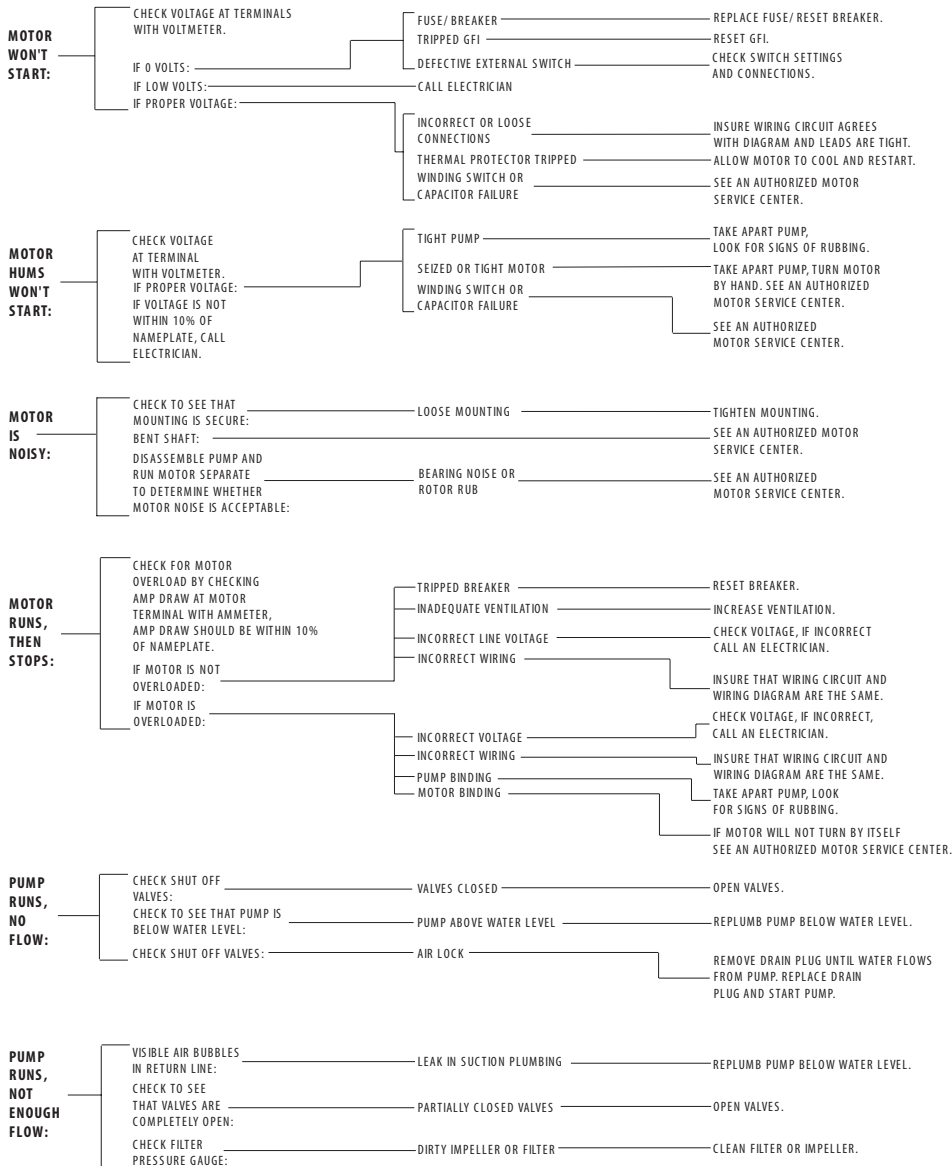 MOTOR
WON'T
START:
CHECK VOLTAGE AT TERMINALS
WITH VOLTMETER.
IF 0 VOLTS:
FUSE/ BREAKER
REPLACE FUSE/ RESET BREAKER.
TRIPPED GFI
RESET GFI.
DEFECTIVE EXTERNAL SWITCH
CHECK SWITCH SETTINGS
AND CONNECTIONS.
IF LOW VOLTS:
CALL ELECTRICIAN
IF PROPER VOLTAGE:
INCORRECT OR LOOSE
CONNECTIONS
INSURE WIRING CIRCUIT AGREES
WITH DIAGRAM AND LEADS ARE TIGHT.
THERMAL PROTECTOR TRIPPED
ALLOW MOTOR TO COOL AND RESTART.
WINDING SWITCH OR
CAPACITOR FAILURE
SEE AN AUTHORIZED MOTOR
SERVICE CENTER.
MOTOR
HUMS
WON'T
START:
CHECK VOLTAGE
AT TERMINAL
WITH VOLTMETER.
IF PROPER VOLTAGE:
IF VOLTAGE IS NOT
WITHIN 10% OF
NAMEPLATE, CALL
ELECTRICIAN.
TIGHT PUMP
TAKE APART PUMP,
LOOK FOR SIGNS OF RUBBING.
SEIZED OR TIGHT MOTOR
TAKE APART PUMP, TURN MOTOR
BY HAND. SEE AN AUTHORIZED
MOTOR SERVICE CENTER.
WINDING SWITCH OR
CAPACITOR FAILURE
SEE AN AUTHORIZED
MOTOR SERVICE CENTER.
MOTOR
IS
NOISY:
CHECK TO SEE THAT
MOUNTING IS SECURE:
LOOSE MOUNTING
TIGHTEN MOUNTING.
BENT SHAFT:
SEE AN AUTHORIZED MOTOR
SERVICE CENTER.
DISASSEMBLE PUMP AND
RUN MOTOR SEPARATE
TO DETERMINE WHETHER
MOTOR NOISE IS ACCEPTABLE:
BEARING NOISE OR
ROTOR RUB
SEE AN AUTHORIZED
MOTOR SERVICE CENTER.
MOTOR
RUNS,
THEN
STOPS:
CHECK FOR MOTOR
OVERLOAD BY CHECKING
AMP DRAW AT MOTOR
TERMINAL WITH AMMETER,
AMP DRAW SHOULD BE WITHIN 10%
OF NAMEPLATE.
IF MOTOR IS NOT
OVERLOADED:
TRIPPED BREAKER
RESET BREAKER.
INADEQUATE VENTILATION
INCREASE VENTILATION.
INCORRECT LINE VOLTAGE
CHECK VOLTAGE, IF INCORRECT
CALL AN ELECTRICIAN.
INCORRECT WIRING
INSURE THAT WIRING CIRCUIT AND
WIRING DIAGRAM ARE THE SAME.
IF MOTOR IS
OVERLOADED:
INCORRECT VOLTAGE
CHECK VOLTAGE, IF INCORRECT,
CALL AN ELECTRICIAN.
INCORRECT WIRING
INSURE THAT WIRING CIRCUIT AND
WIRING DIAGRAM ARE THE SAME.
PUMP BINDING
TAKE APART PUMP, LOOK
FOR SIGNS OF RUBBING.
MOTOR BINDING
IF MOTOR WILL NOT TURN BY ITSELF
SEE AN AUTHORIZED MOTOR SERVICE CENTER.
PUMP
RUNS,
NO
FLOW:
CHECK SHUT OFF
VALVES:
VALVES CLOSED
OPEN VALVES.
CHECK TO SEE THAT PUMP IS
BELOW WATER LEVEL:
PUMP ABOVE WATER LEVEL
REPLUMB PUMP BELOW WATER LEVEL.
CHECK SHUT OFF VALVES:
AIR LOCK
REMOVE DRAIN PLUG UNTIL WATER FLOWS
FROM PUMP. REPLACE DRAIN
PLUG AND START PUMP.
PUMP
RUNS,
NOT
ENOUGH
FLOW:
VISIBLE AIR BUBBLES
IN RETURN LINE:
LEAK IN SUCTION PLUMBING
REPLUMB PUMP BELOW WATER LEVEL.
CHECK TO SEE
THAT VALVES ARE
COMPLETELY OPEN:
PARTIALLY CLOSED VALVES
OPEN VALVES.
CHECK FILTER
PRESSURE GAUGE:
DIRTY IMPELLER OR FILTER
CLEAN FILTER OR IMPELLER.